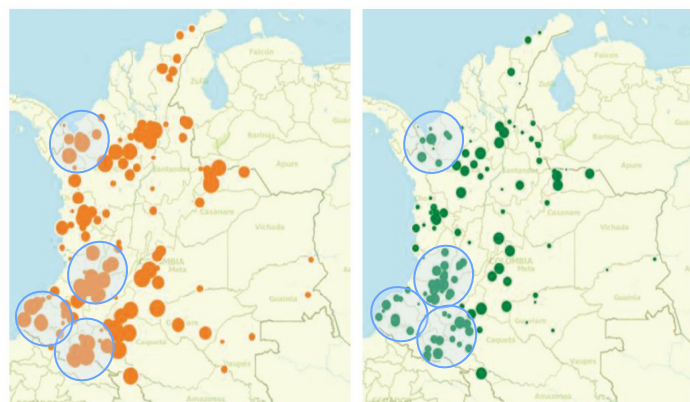 Falcón
Zulia
Barinas
Apure
Santander
Casanare
Vichada
COLOMBIA
Meta
Guainía
Caquetá
Vaupés
Amazonas
Falcón
Zulia
Barinas
Apure
Santander
Casanare
Vichada
COLOMBIA
Meta
Guainía
Guaviare
Caquetá
Vaupés
Amazonas